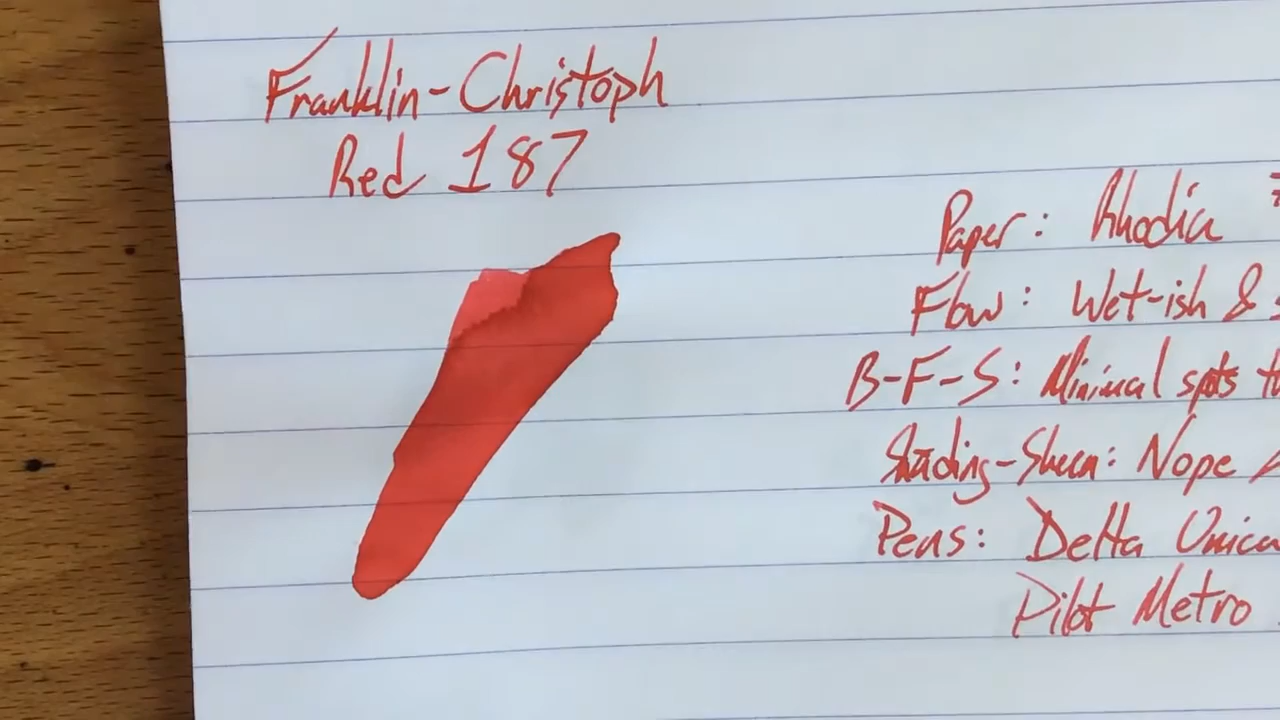 Franklin-Christoph
Red 187
Paper: Rhodia
Flow: Wet-ish &
B-F-S: Minimal spots
Shading-Sheen: Nope
Pens: Delta
Pilot Metro